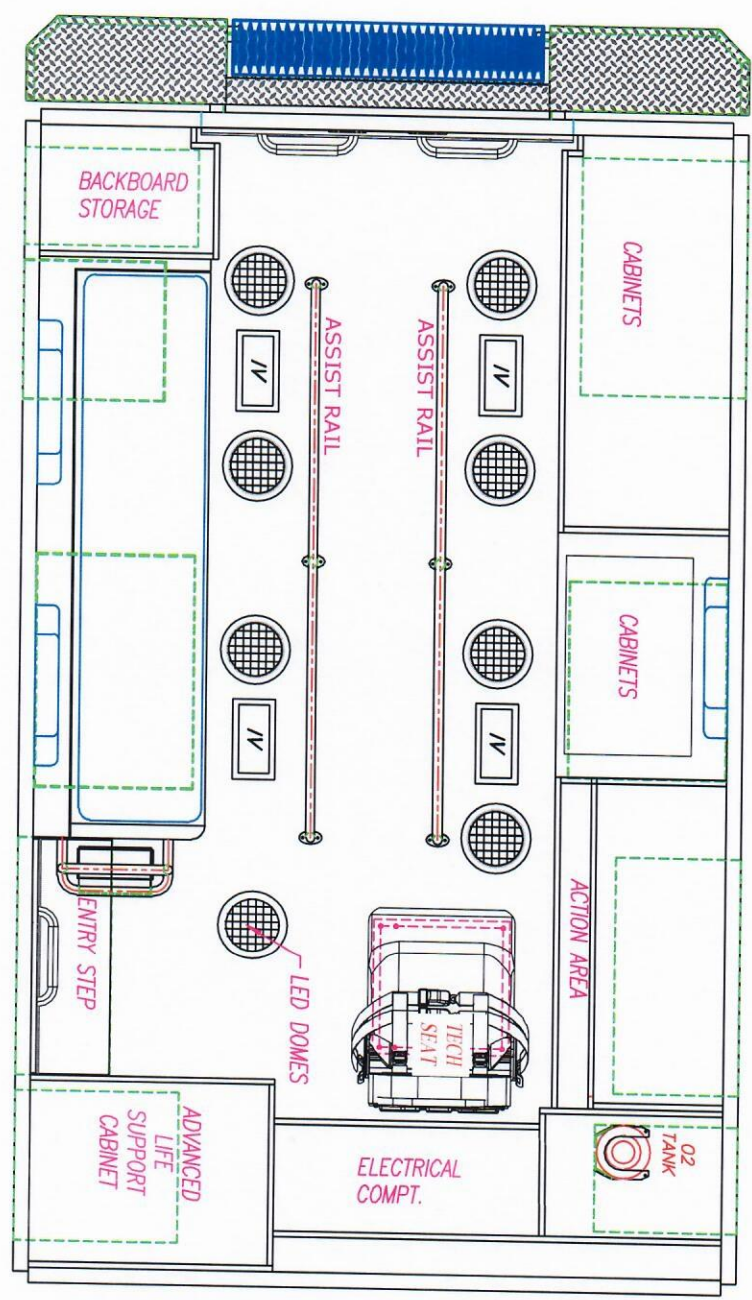 BACKBOARD
STORAGE
CABINETS
ASSIST RAIL
ASSIST RAIL
IV
IV
CABINETS
IV
IV
ACTION AREA
ENTRY STEP
LED DOMES
TECH
SEAT
ADVANCED
LIFE
SUPPORT
CABINET
ELECTRICAL
COMPT.
O2
TANK